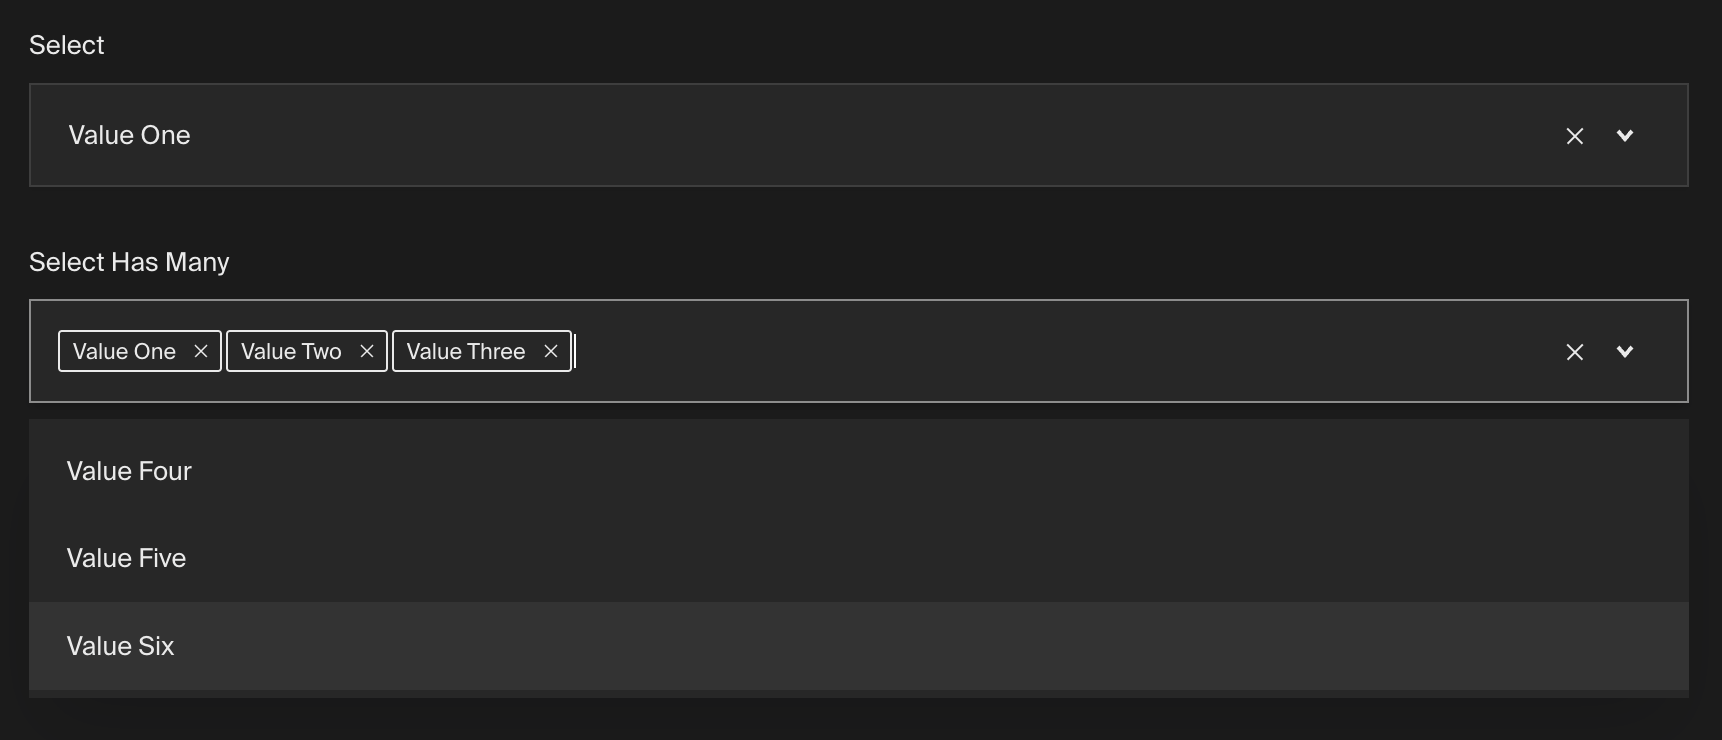 Select
Value One
Select Has Many
Value One Value Two Value Three
Value Four
Value Five
Value Six